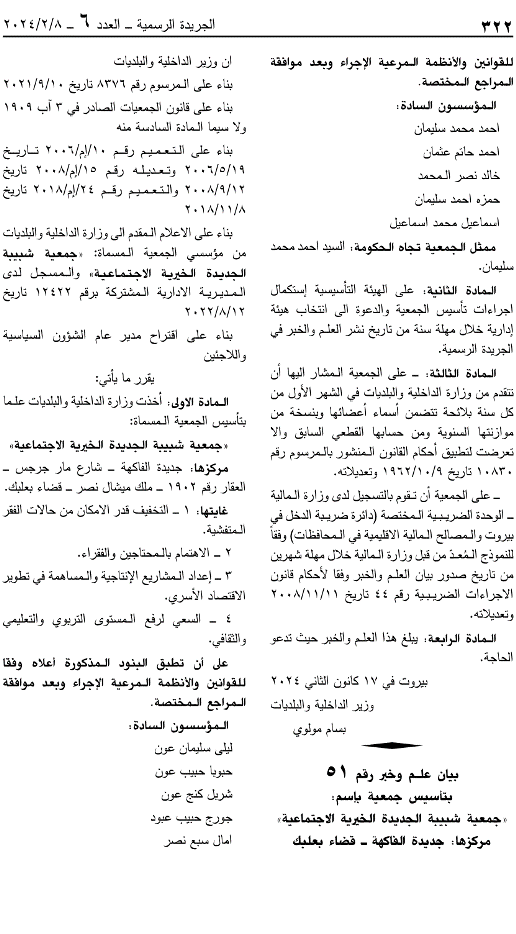 ٣٢٢
الجريدة الرسمية ـ العدد ٦ ـ ٢٠٢٤/٢/٨
للقوانين والأنظمة المرعية الإجراء وبعد موافقة
المراجع المختصة.
المؤسسون السادة:
احمد محمد سليمان
احمد حاتم عثمان
خالد نصر المحمد
حمزه احمد سليمان
اسماعيل محمد اسماعيل
ممثل الجمعية تجاه الحكومة: السيد احمد محمد
سليمان.
المادة الثانية: على الهيئة التأسيسية إستكمال
اجراءات تأسيس الجمعية والدعوة الى انتخاب هيئة
إدارية خلال مهلة سنة من تاريخ نشر العلم والخبر في
الجريدة الرسمية.
المادة الثالثة: ـ على الجمعية المشار اليها أن
تتقدم من وزارة الداخلية والبلديات في الشهر الأول من
كل سنة بلائحة تتضمن أسماء أعضائها وبنسخة من
موازنتها السنوية ومن حسابها القطعي السابق والا
تعرضت لتطبيق أحكام القانون المنشور بالمرسوم رقم
١٠٨٣٠ تاريخ ١٩٦٢/١٠/٩ وتعديلاته.
ـ على الجمعية أن تقوم بالتسجيل لدى وزارة المالية
ـ الوحدة الضريبية المختصة (دائرة ضريبة الدخل في
بيروت والمصالح المالية الاقليمية في المحافظات) وفقاً
للنموذج المُعدّ من قبل وزارة المالية خلال مهلة شهرين
من تاريخ صدور بيان العلم والخبر وفقا لأحكام قانون
الاجراءات الضريبية رقم ٤٤ تاريخ ٢٠٠٨/١١/١١
وتعديلاته.
المادة الرابعة: يبلغ هذا العلم والخبر حيث تدعو
الحاجة.
بيروت في ١٧ كانون الثاني ٢٠٢٤
وزير الداخلية والبلديات
بسام مولوي
بيان علم وخبر رقم ٥١
بتأسيس جمعية بإسم:
«جمعية شبيبة الجديدة الخيرية الاجتماعية»
مركزها: جديدة الفاكهة ـ قضاء بعلبك
ان وزير الداخلية والبلديات
بناء على المرسوم رقم ٨٣٧٦ تاريخ ٢٠٢١/٩/١٠
بناء على قانون الجمعيات الصادر في ٣ آب ١٩٠٩
ولا سيما المادة السادسة منه
بناء على التعميم رقم ١٠/إم/٢٠٠٦ تاريخ
٢٠٠٦/٥/١٩ وتعديله رقم ١٥/إم/٢٠٠٨ تاريخ
٢٠٠٨/٩/١٢ والتعميم رقم ٢٤/إم/٢٠١٨ تاريخ
٢٠١٨/١١/٨
بناء على الاعلام المقدم الى وزارة الداخلية والبلديات
من مؤسسي الجمعية المسماة: «جمعية شبيبة
الجديدة الخيرية الاجتماعية» والمسجل لدى
المديرية الادارية المشتركة برقم ١٢٤٢٢ تاريخ
٢٠٢٢/٨/١٢
بناء على اقتراح مدير عام الشؤون السياسية
واللاجئين
يقرر ما يأتي:
المادة الاولى: أخذت وزارة الداخلية والبلديات علما
بتأسيس الجمعية المسماة:
«جمعية شبيبة الجديدة الخيرية الاجتماعية»
مركزها: جديدة الفاكهة ـ شارع مار جرجس ـ
العقار رقم ١٩٠٢ ـ ملك ميشال نصر ـ قضاء بعلبك.
غايتها: ١ ـ التخفيف قدر الامكان من حالات الفقر
المتفشية.
٢ ـ الاهتمام بالمحتاجين والفقراء.
٣ ـ إعداد المشاريع الإنتاجية والمساهمة في تطوير
الاقتصاد الأسري.
٤ ـ السعي لرفع المستوى التربوي والتعليمي
والثقافي.
على أن تطبق البنود المذكورة أعلاه وفقا
للقوانين والأنظمة المرعية الإجراء وبعد موافقة
المراجع المختصة.
المؤسسون السادة:
ليلى سليمان عون
حبوبا حبيب عون
شربل كنج عون
جورج حبيب عبود
امال سبع نصر